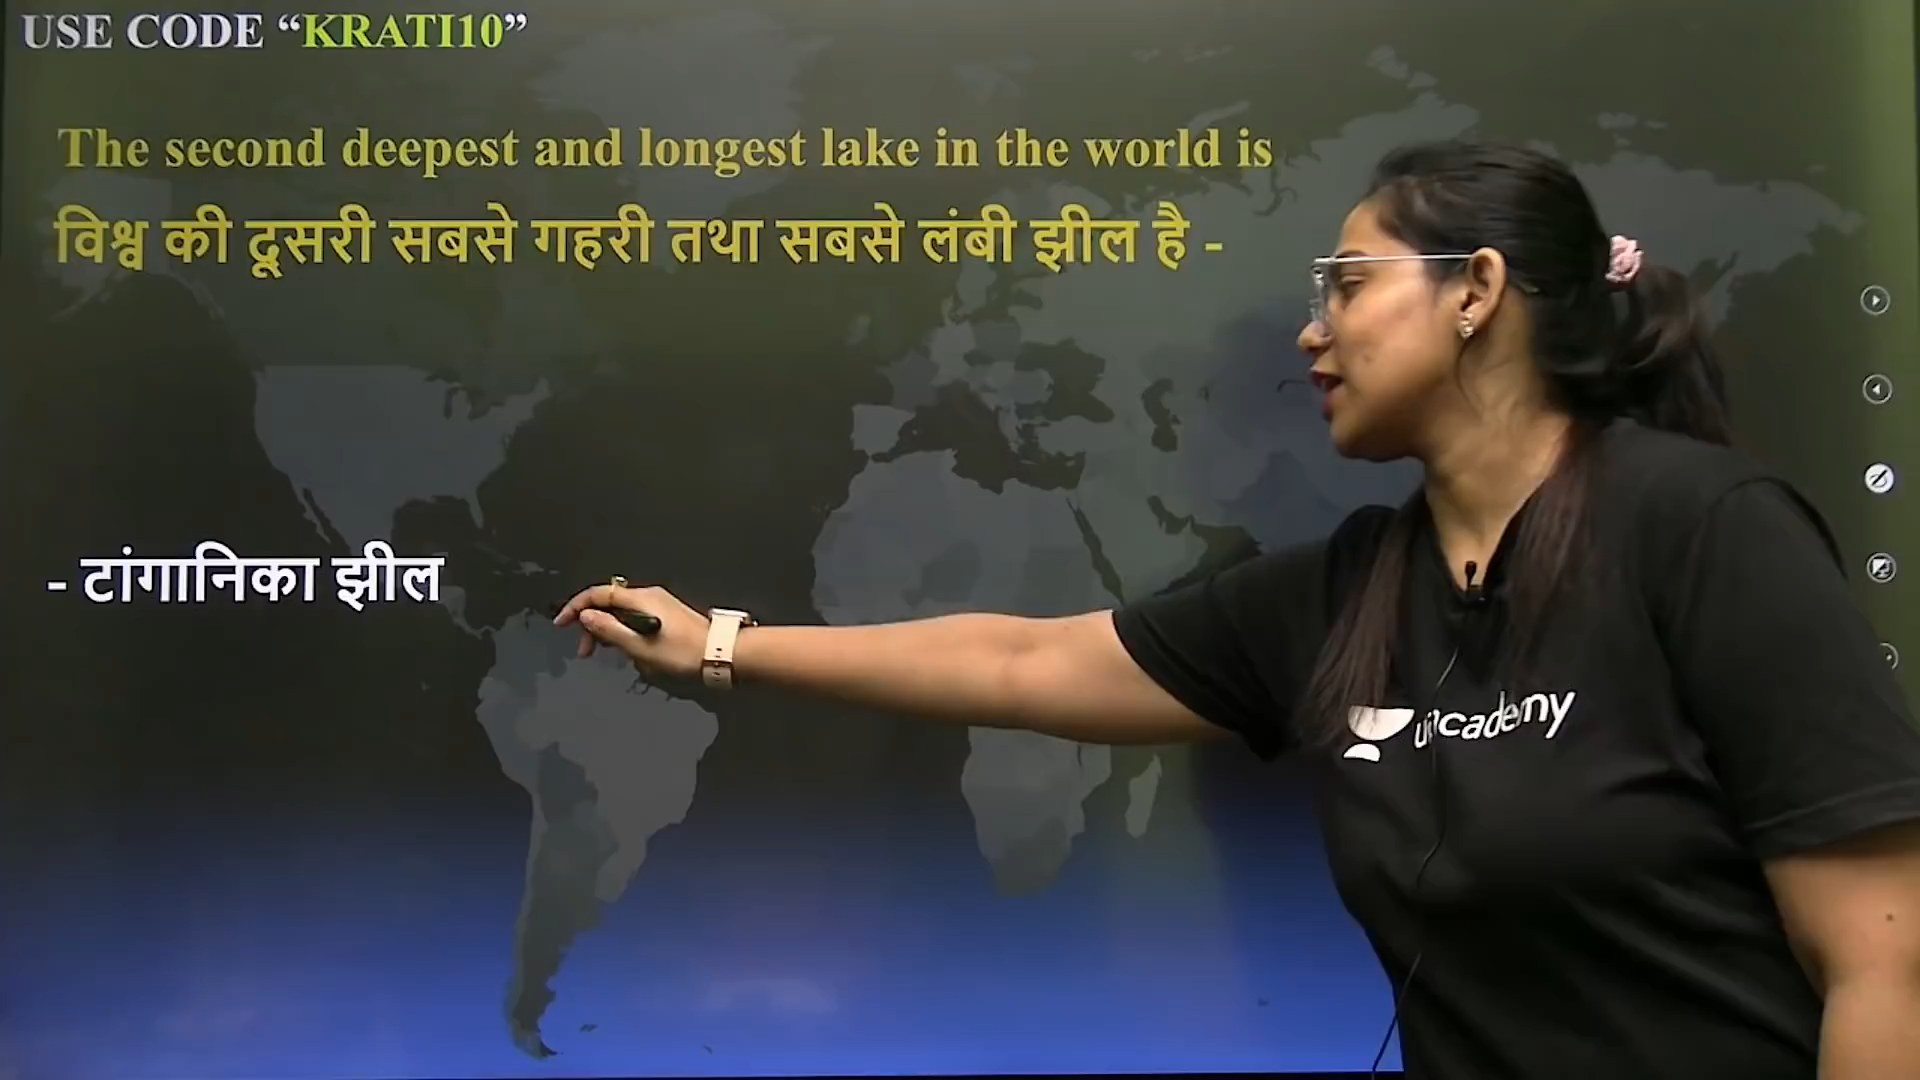 USE CODE “KRATI10”
The second deepest and longest lake in the world is
विश्व की दूसरी सबसे गहरी तथा सबसे लंबी झील है -
- टांगानिका झील
unacademy